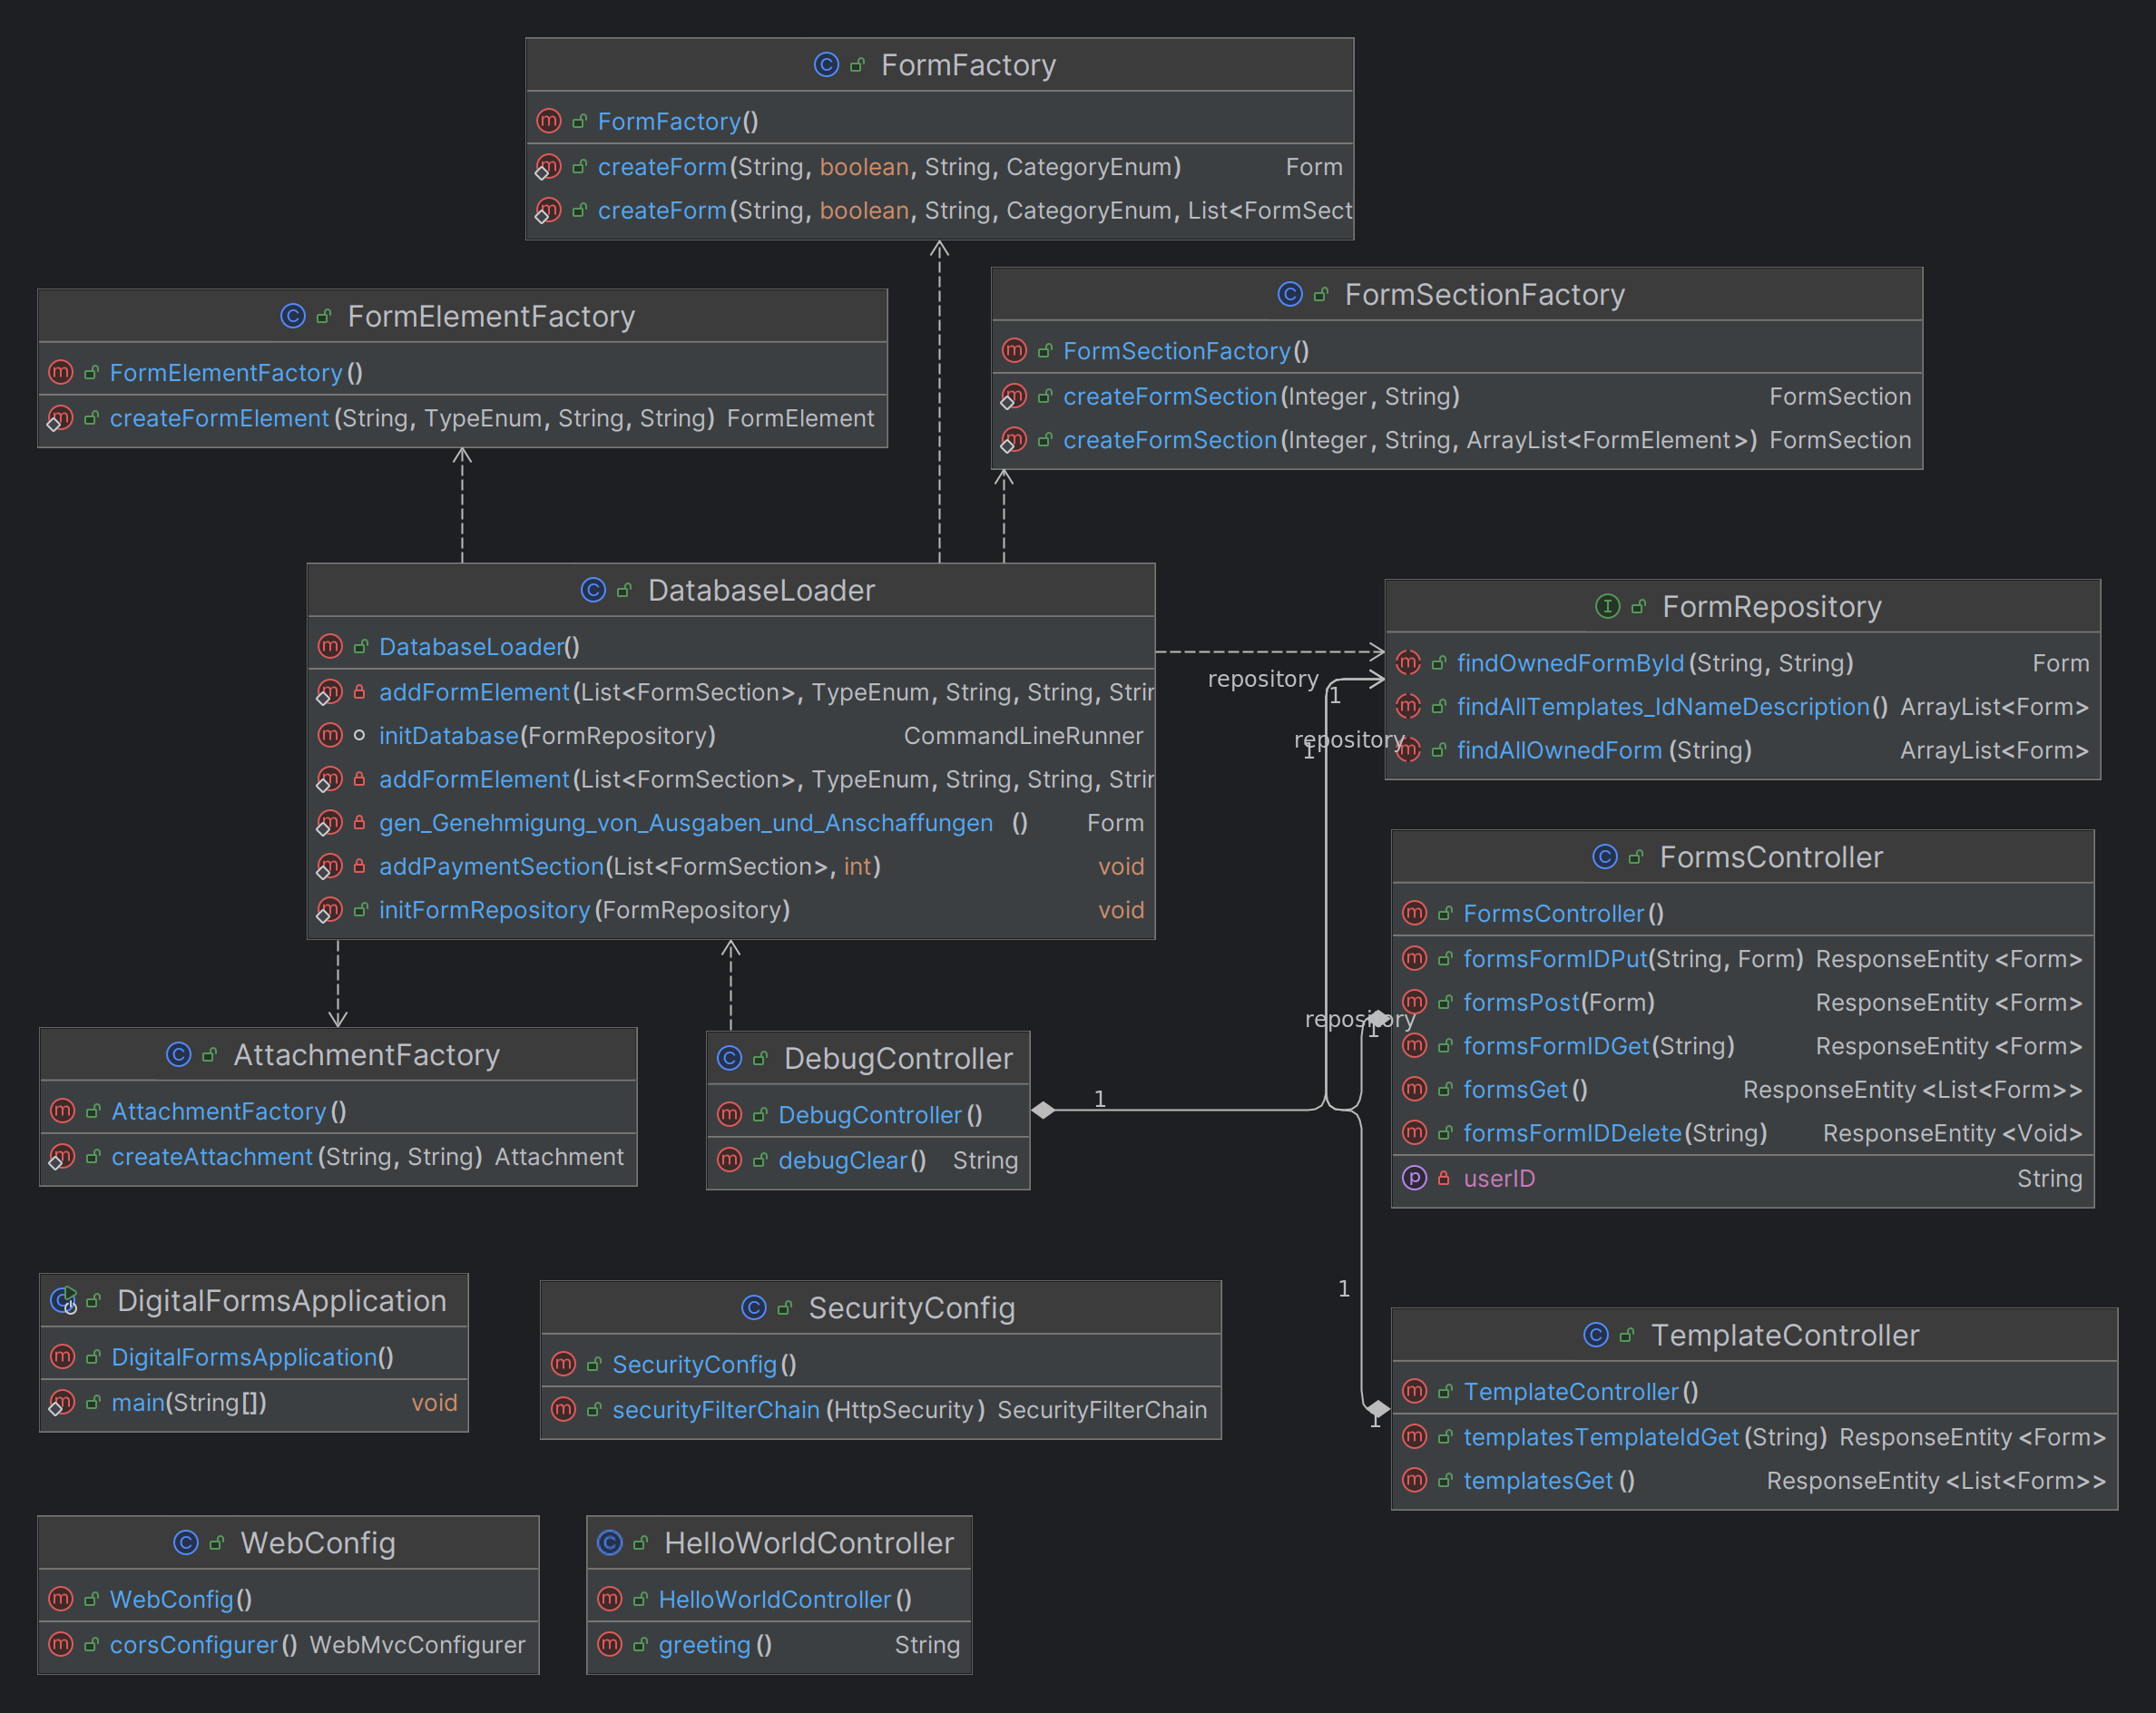 FormFactory
FormFactory()
createForm(String, boolean, String, CategoryEnum) Form
createForm(String, boolean, String, CategoryEnum, List<FormSect
FormElementFactory
FormElementFactory()
createFormElement(String, TypeEnum, String, String) FormElement
FormSectionFactory
FormSectionFactory()
createFormSection(Integer, String) FormSection
createFormSection(Integer, String, ArrayList<FormElement>) FormSection
DatabaseLoader
DatabaseLoader()
addFormElement(List<FormSection>, TypeEnum, String, String, Strir
initDatabase(FormRepository) CommandLineRunner
addFormElement(List<FormSection>, TypeEnum, String, String, Strir
gen_Genehmigung_von_Ausgaben_und_Anschaffungen () Form
addPaymentSection(List<FormSection>, int) void
initFormRepository(FormRepository) void
FormRepository
findOwnedFormById(String, String) Form
findAllTemplates_IdNameDescription() ArrayList<Form>
findAllOwnedForm (String) ArrayList<Form>
repository
1
repository
1
FormsController
FormsController()
formsFormIDPut(String, Form) ResponseEntity<Form>
formsPost(Form) ResponseEntity<Form>
formsFormIDGet(String) ResponseEntity<Form>
formsGet() ResponseEntity<List<Form>>
formsFormIDDelete(String) ResponseEntity<Void>
userID String
repository
1
AttachmentFactory
AttachmentFactory()
createAttachment(String, String) Attachment
DebugController
DebugController()
debugClear() String
1
1
DigitalFormsApplication
DigitalFormsApplication()
main(String[]) void
SecurityConfig
SecurityConfig()
securityFilterChain(HttpSecurity) SecurityFilterChain
TemplateController
TemplateController()
templatesTemplateIdGet(String) ResponseEntity<Form>
templatesGet() ResponseEntity<List<Form>>
1
WebConfig
WebConfig()
corsConfigurer() WebMvcConfigurer
HelloWorldController
HelloWorldController()
greeting() String